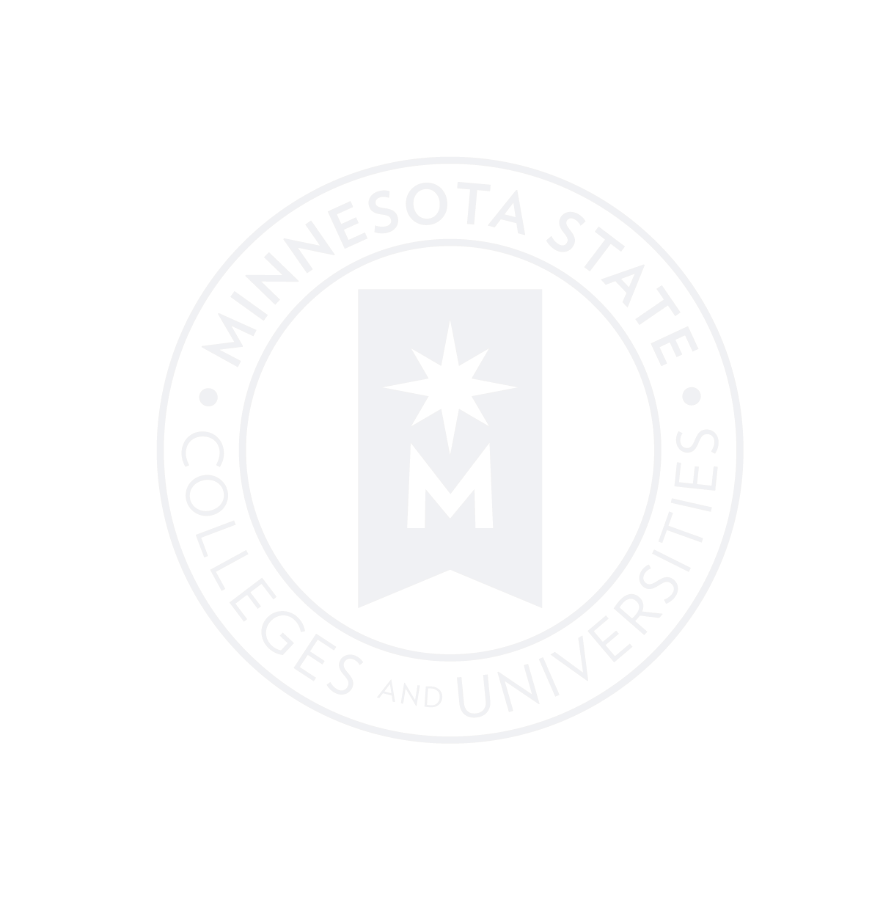 • MINNESOTA STATE •
COLLEGES AND UNIVERSITIES
M